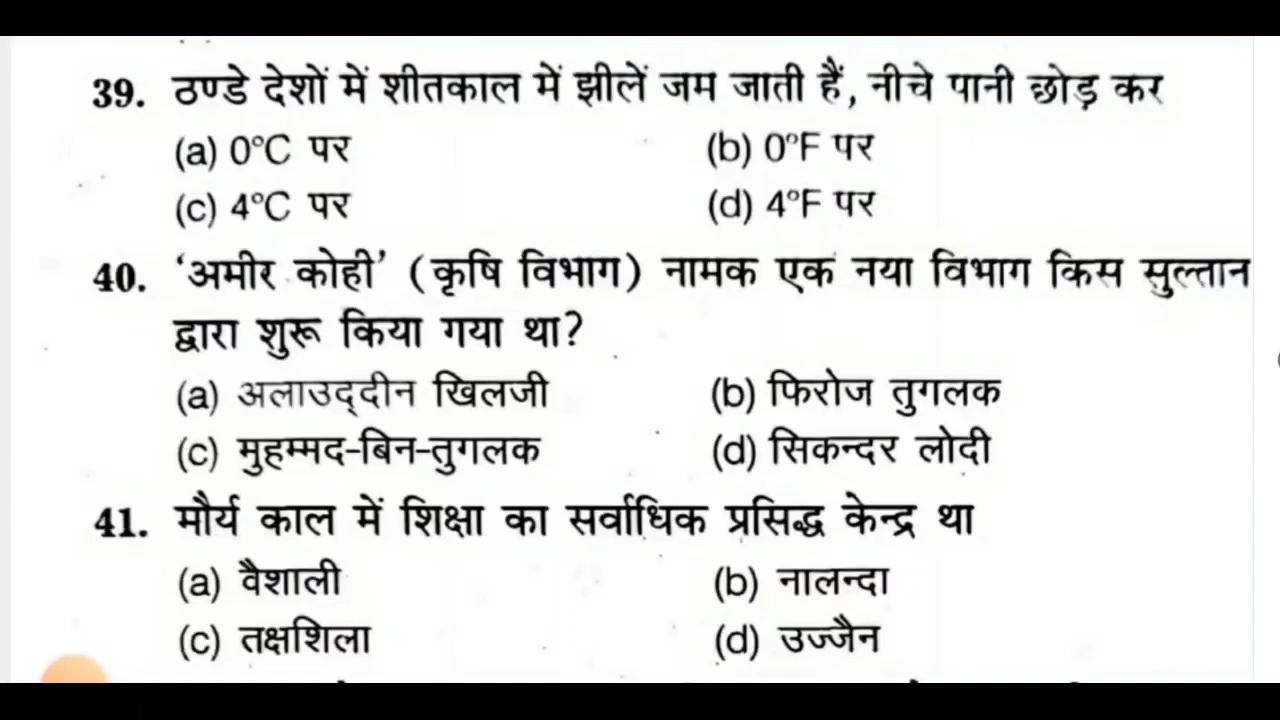 39. ठण्डे देशों में शीतकाल में झीलें जम जाती हैं, नीचे पानी छोड़ कर
(a) 0°C पर (b) 0°F पर
(c) 4°C पर (d) 4°F पर
40. 'अमीर कोही' (कृषि विभाग) नामक एक नया विभाग किस सुल्तान
द्वारा शुरू किया गया था?
(a) अलाउद्दीन खिलजी (b) फिरोज तुगलक
(c) मुहम्मद-बिन-तुगलक (d) सिकन्दर लोदी
41. मौर्य काल में शिक्षा का सर्वाधिक प्रसिद्ध केन्द्र था
(a) वैशाली (b) नालन्दा
(c) तक्षशिला (d) उज्जैन